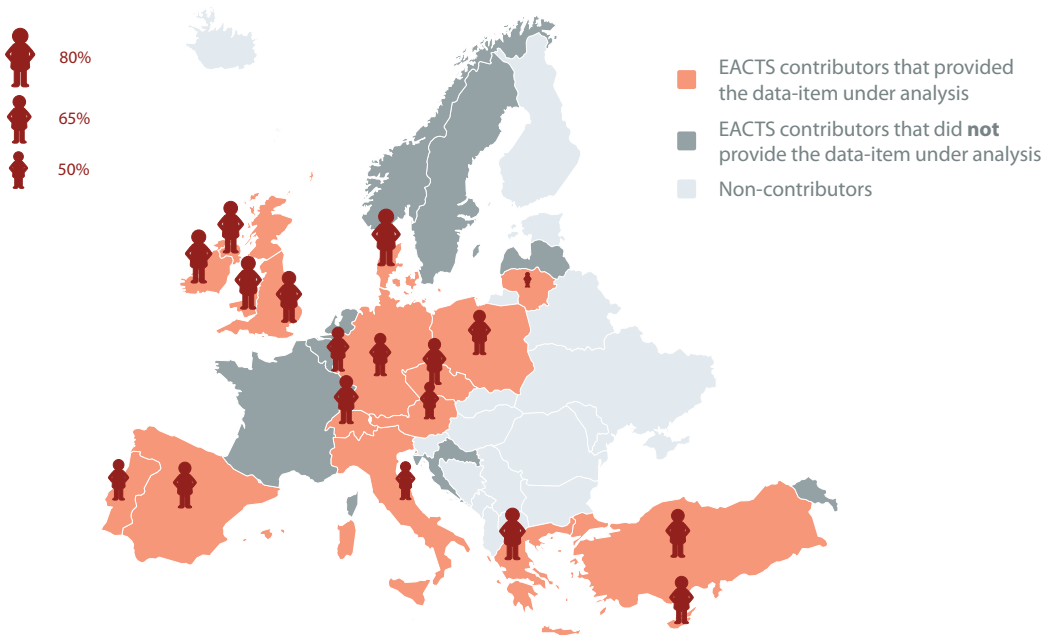 80%
65%
50%
EACTS contributors that provided
the data-item under analysis
EACTS contributors that did not
provide the data-item under analysis
Non-contributors